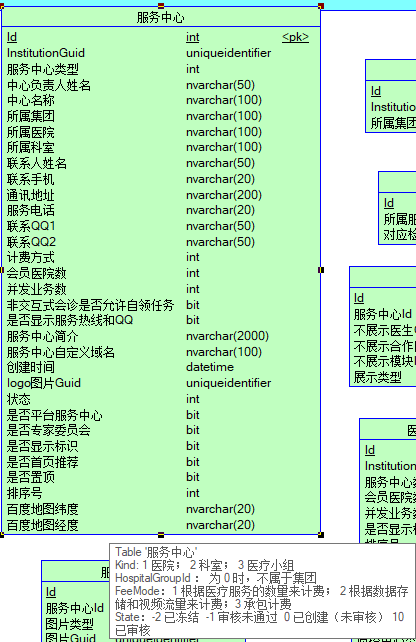 服务中心
Id int <pk>
InstitutionGuid uniqueidentifier
服务中心类型 int
中心负责人姓名 nvarchar(50)
中心名称 nvarchar(100)
所属集团 nvarchar(100)
所属医院 nvarchar(100)
所属科室 nvarchar(100)
联系人姓名 nvarchar(50)
联系手机 nvarchar(20)
通讯地址 nvarchar(200)
服务电话 nvarchar(20)
联系QQ1 nvarchar(50)
联系QQ2 nvarchar(50)
计费方式 int
会员医院数 int
并发业务数 int
非交互式会诊是否允许自领任务 bit
是否显示服务热线和QQ bit
服务中心简介 nvarchar(2000)
服务中心自定义域名 nvarchar(100)
创建时间 datetime
logo图片Guid uniqueidentifier
状态 int
是否平台服务中心 bit
是否专家委员会 bit
是否显示标识 bit
是否首页推荐 bit
是否置顶 bit
排序号 int
百度地图纬度 nvarchar(20)
百度地图经度 nvarchar(20)
Id
Institution
所属集团
Id
所属服
对应检
Id
服务中心Id
不展示医生
不展示合作
不展示模块
展示类型
医
Id
Institution
服务中心
会员医院
并发业务
是否显示
排序号
Table '服务中心'
Kind: 1 医院； 2 科室； 3 医疗小组
HospitalGroupId ：为 0 时，不属于集团
FeeMode：1 根据医疗服务的数量来计费； 2 根据数据存
储和视频流量来计费；3 承包计费
State：-2 已冻结 -1 审核未通过 0 已创建（未审核） 10
已审核
Id
服务中心Id
图片类型 int
图片Guid uniqueidentifier